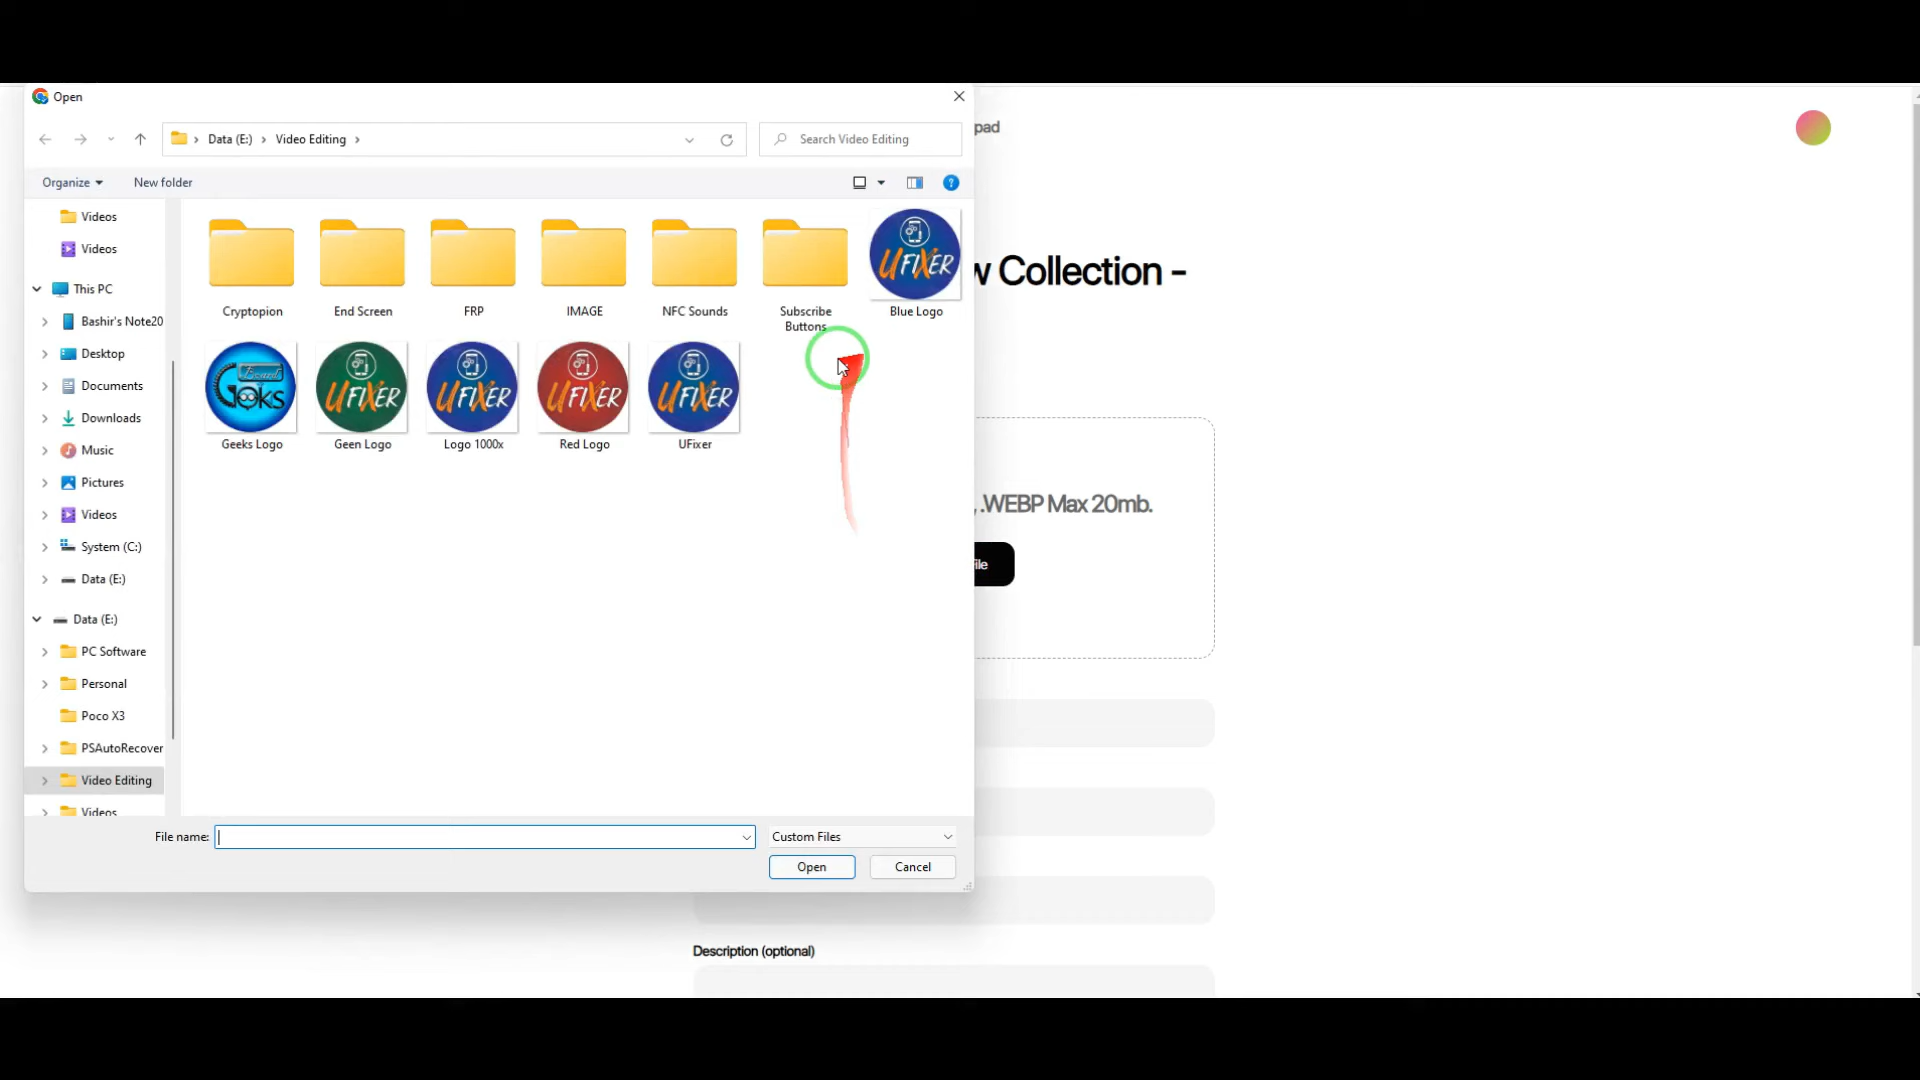 Open
Data (E:) Video Editing
Search Video Editing
pad
Organize
New folder
?
Videos
Videos
This PC
Bashir's Note20
Desktop
Documents
Downloads
Music
Pictures
Videos
System (C:)
Data (E:)
Data (E:)
PC Software
Personal
Poco X3
PSAutoRecover
Video Editing
Videos
UFIXER
Cryptopion
End Screen
FRP
IMAGE
NFC Sounds
Subscribe
Buttons
Blue Logo
Board
Geeks
UFIXER
UFIXER
UFIXER
UFIXER
Geeks Logo
Geen Logo
Logo 1000x
Red Logo
UFixer
w Collection -
, .WEBP Max 20mb.
ile
File name:
Custom Files
Open
Cancel
Description (optional)